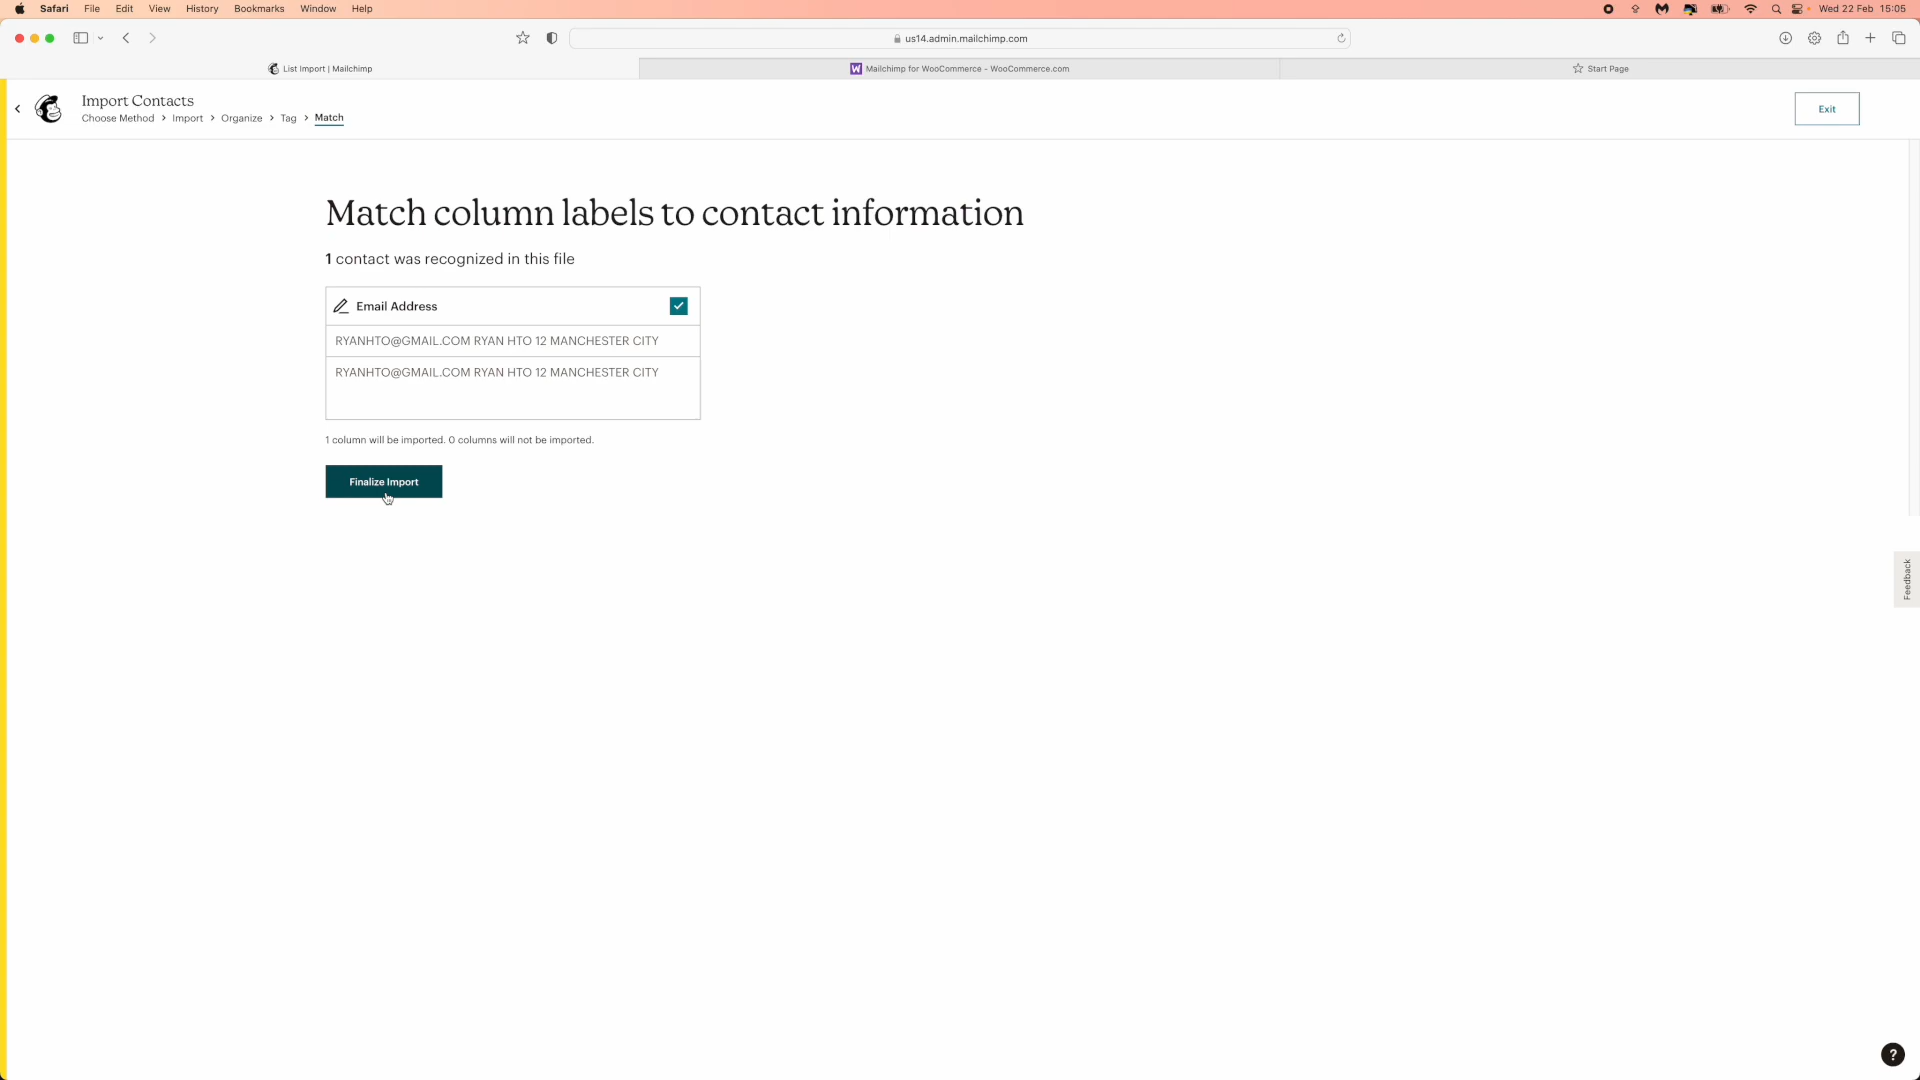 Safari File Edit View History Bookmarks Window Help Wed 22 Feb 15:05
us14.admin.mailchimp.com
List Import | Mailchimp
W Mailchimp for WooCommerce - WooCommerce.com
Start Page
Import Contacts
Choose Method > Import > Organize > Tag > Match
Exit
Match column labels to contact information
1 contact was recognized in this file
Email Address
RYANHTO@GMAIL.COM RYAN HTO 12 MANCHESTER CITY
RYANHTO@GMAIL.COM RYAN HTO 12 MANCHESTER CITY
1 column will be imported. 0 columns will not be imported.
Finalize Import
Feedback
?